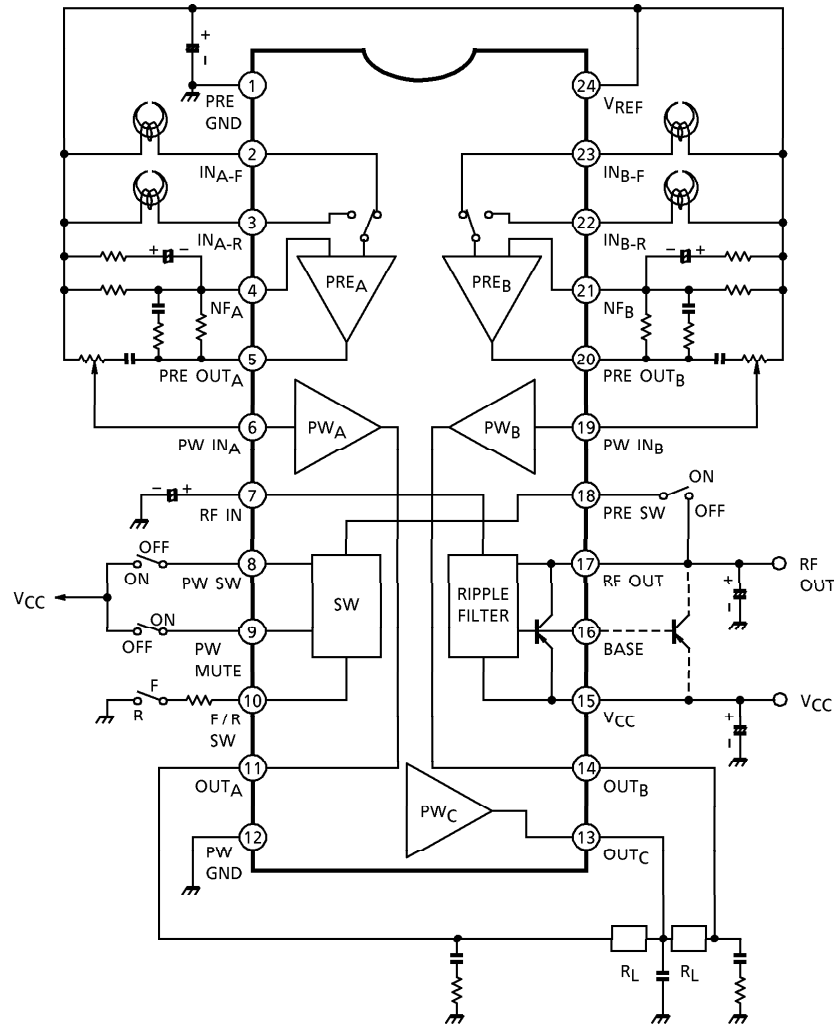 +
-
1
PRE
GND
24
VREF
2
INA-F
23
INB-F
3
INA-R
22
INB-R
+ -
- +
4
NFA
PREA
PREB
21
NFB
5
PRE OUTA
20
PRE OUTB
6
PW INA
PWA
PWB
19
PW INB
- +
7
RF IN
18
PRE SW
ON
OFF
OFF
ON
8
PW SW
17
RF OUT
RF
OUT
+
-
VCC
SW
RIPPLE
FILTER
ON
OFF
9
PW
MUTE
16
BASE
F
R
10
F/R
SW
15
VCC
VCC
+
-
11
OUTA
14
OUTB
PWC
12
PW
GND
13
OUTC
RL
RL